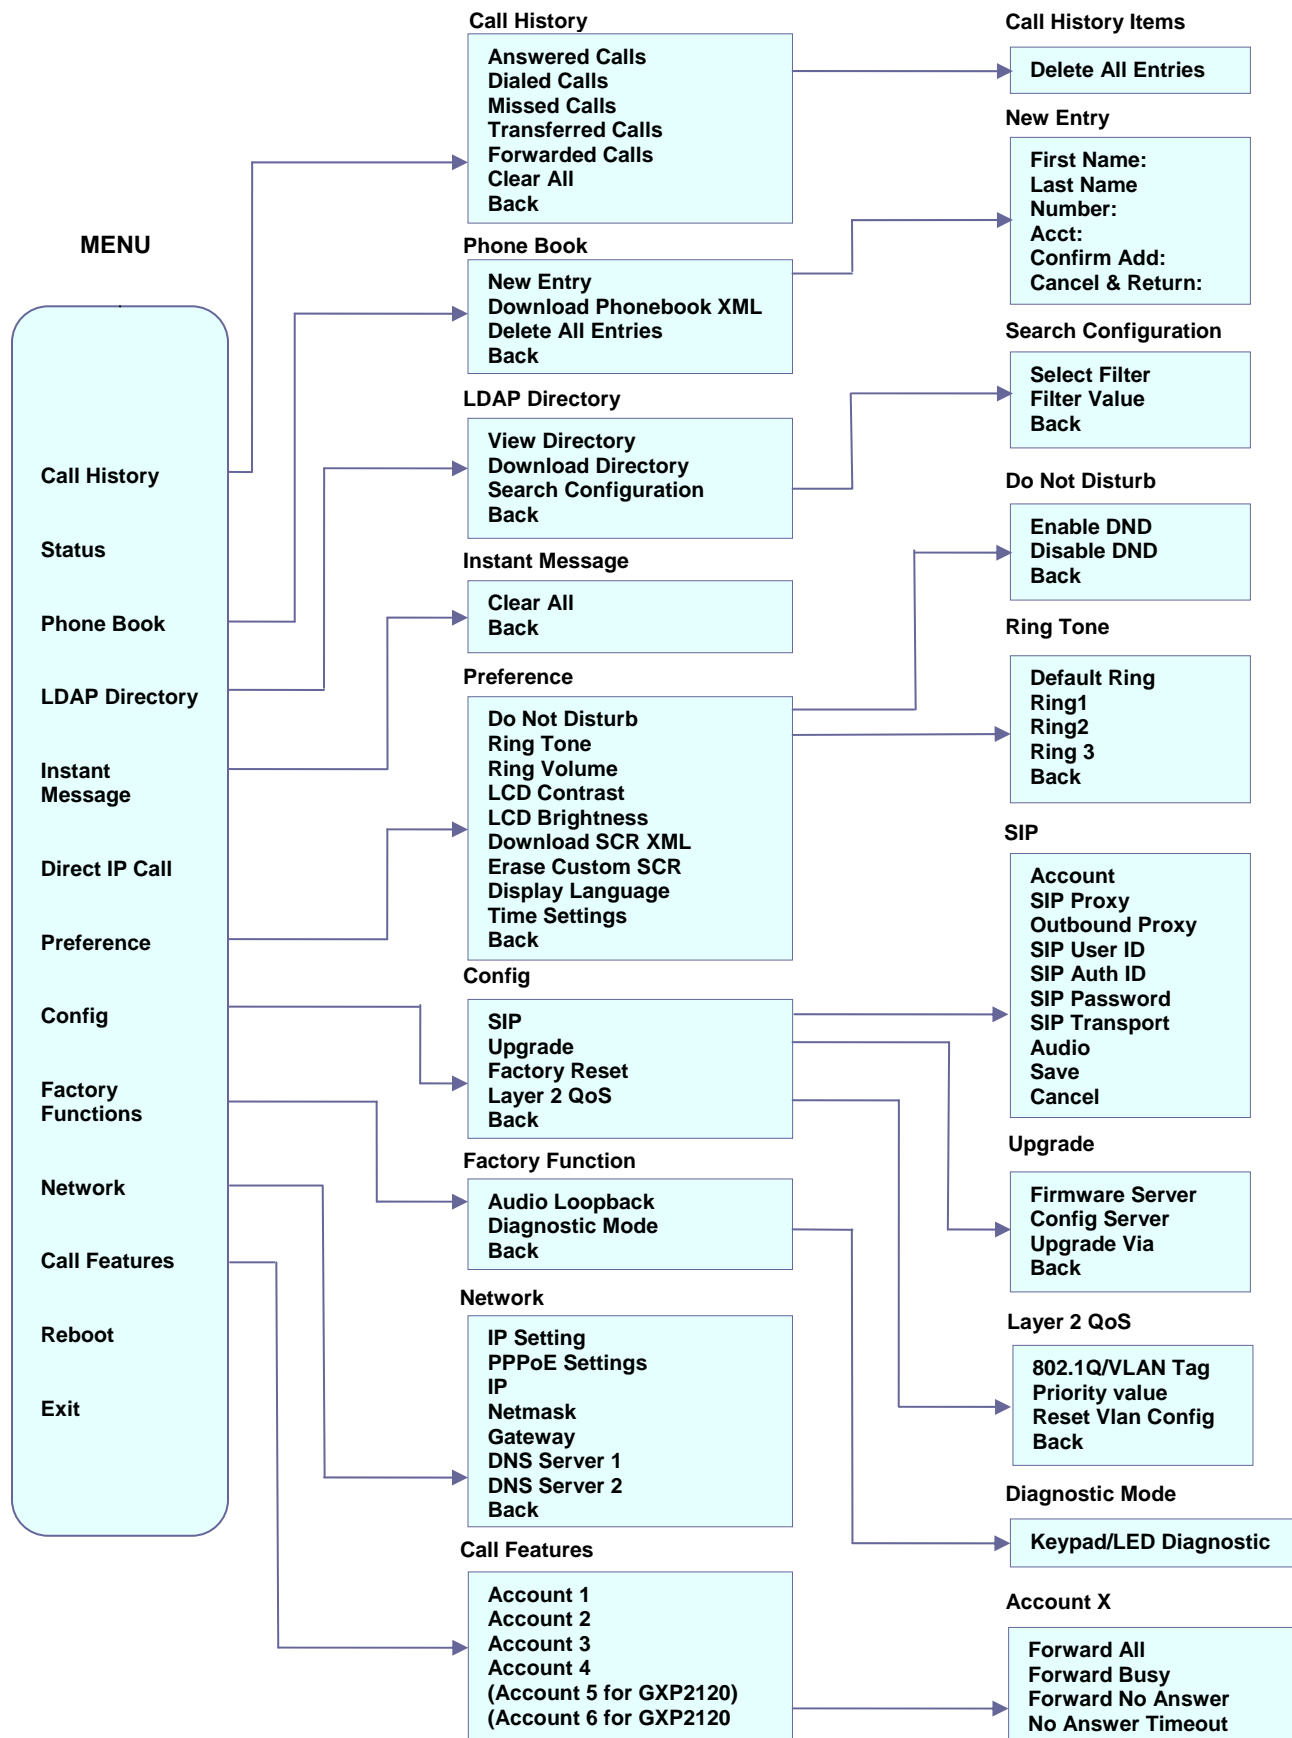 MENU
Call History
Status
Phone Book
LDAP Directory
Instant
Message
Direct IP Call
Preference
Config
Factory
Functions
Network
Call Features
Reboot
Exit
Call History
Answered Calls
Dialed Calls
Missed Calls
Transferred Calls
Forwarded Calls
Clear All
Back
Phone Book
New Entry
Download Phonebook XML
Delete All Entries
Back
LDAP Directory
View Directory
Download Directory
Search Configuration
Back
Instant Message
Clear All
Back
Preference
Do Not Disturb
Ring Tone
Ring Volume
LCD Contrast
LCD Brightness
Download SCR XML
Erase Custom SCR
Display Language
Time Settings
Back
Config
SIP
Upgrade
Factory Reset
Layer 2 QoS
Back
Factory Function
Audio Loopback
Diagnostic Mode
Back
Network
IP Setting
PPPoE Settings
IP
Netmask
Gateway
DNS Server 1
DNS Server 2
Back
Call Features
Account 1
Account 2
Account 3
Account 4
(Account 5 for GXP2120)
(Account 6 for GXP2120
Call History Items
Delete All Entries
New Entry
First Name:
Last Name
Number:
Acct:
Confirm Add:
Cancel & Return:
Search Configuration
Select Filter
Filter Value
Back
Do Not Disturb
Enable DND
Disable DND
Back
Ring Tone
Default Ring
Ring1
Ring2
Ring 3
Back
SIP
Account
SIP Proxy
Outbound Proxy
SIP User ID
SIP Auth ID
SIP Password
SIP Transport
Audio
Save
Cancel
Upgrade
Firmware Server
Config Server
Upgrade Via
Back
Layer 2 QoS
802.1Q/VLAN Tag
Priority value
Reset Vlan Config
Back
Diagnostic Mode
Keypad/LED Diagnostic
Account X
Forward All
Forward Busy
Forward No Answer
No Answer Timeout